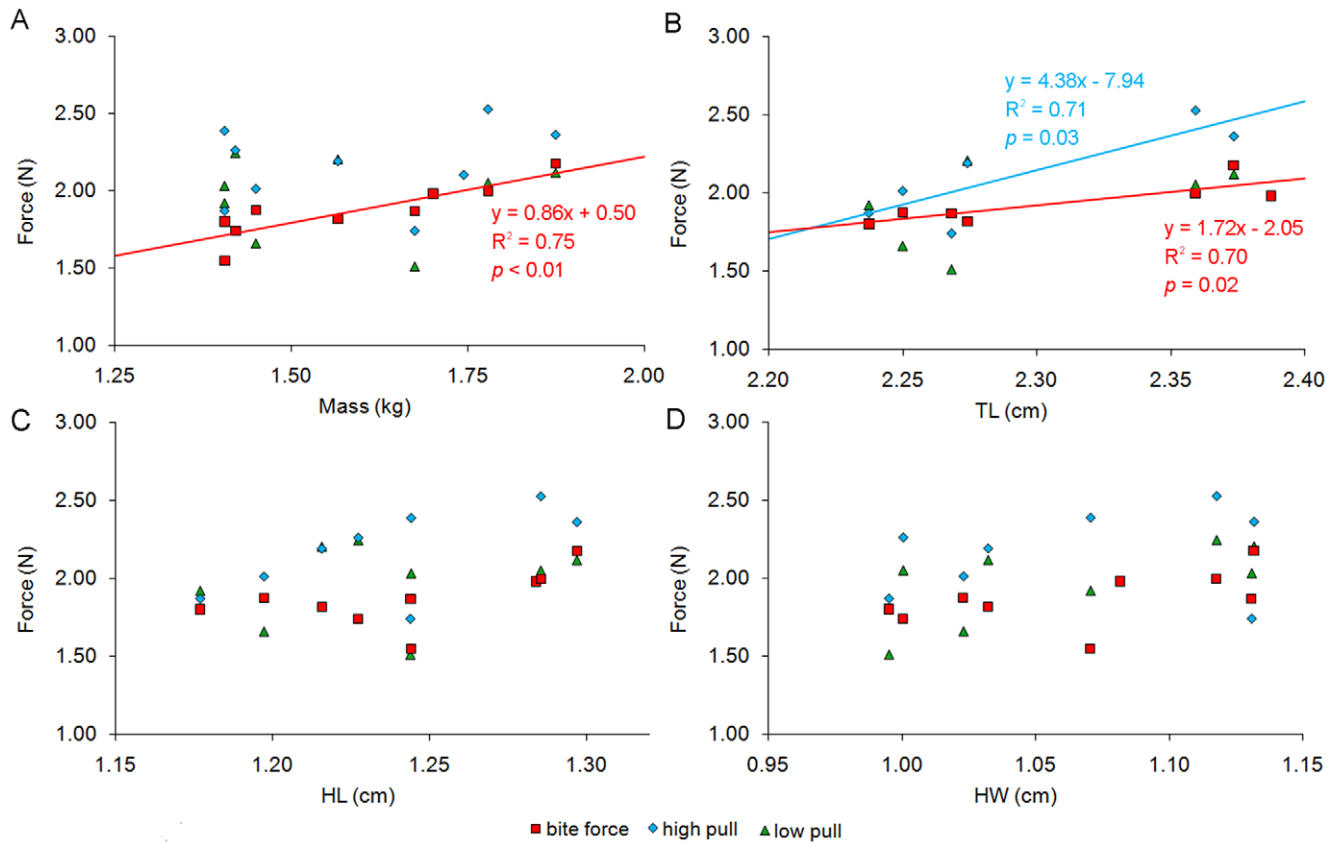 A
3.00
2.50
2.00
1.50
1.00
Force (N)
y = 0.86x + 0.50
R² = 0.75
p < 0.01
1.25
1.50
1.75
2.00
Mass (kg)
B
3.00
2.50
2.00
1.50
1.00
Force (N)
y = 4.38x - 7.94
R² = 0.71
p = 0.03
y = 1.72x - 2.05
R² = 0.70
p = 0.02
2.20
2.25
2.30
2.35
2.40
TL (cm)
C
3.00
2.50
2.00
1.50
1.00
Force (N)
1.15
1.20
1.25
1.30
HL (cm)
D
3.00
2.50
2.00
1.50
1.00
Force (N)
0.95
1.00
1.05
1.10
1.15
HW (cm)
bite force high pull low pull